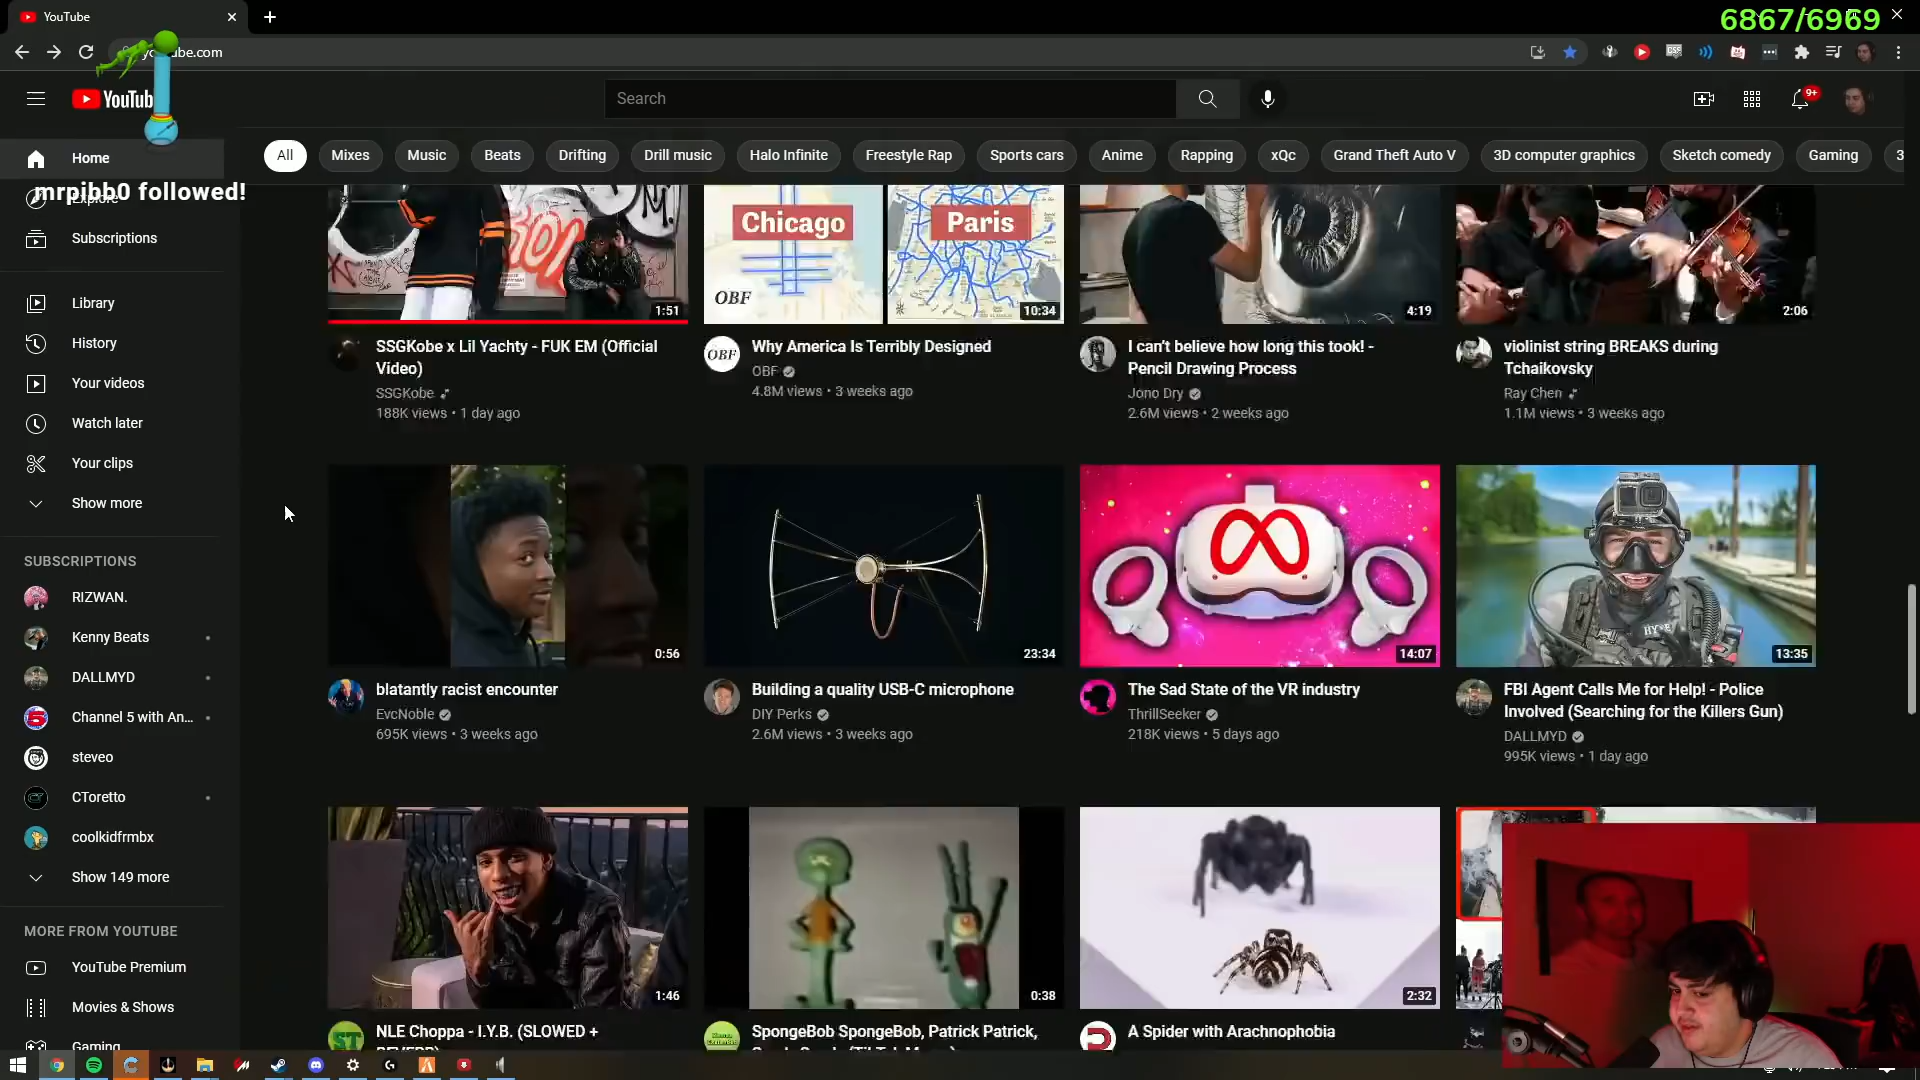 YouTube
6867/6969
youtube.com
YouTube
Search
9+
Home
mrpibb0 followed!
Explore
Subscriptions
Library
History
Your videos
Watch later
Your clips
Show more
SUBSCRIPTIONS
RIZWAN.
Kenny Beats
DALLMYD
Channel 5 with An...
steveo
CToretto
coolkidfrmbx
Show 149 more
MORE FROM YOUTUBE
YouTube Premium
Movies & Shows
Gaming
All
Mixes
Music
Beats
Drifting
Drill music
Halo Infinite
Freestyle Rap
Sports cars
Anime
Rapping
xQc
Grand Theft Auto V
3D computer graphics
Sketch comedy
Gaming
3
1:51
SSGKobe x Lil Yachty - FUK EM (Official
Video)
SSGKobe
188K views • 1 day ago
Chicago
Paris
OBF
10:34
OBF
Why America Is Terribly Designed
OBF
4.8M views • 3 weeks ago
4:19
I can't believe how long this took! -
Pencil Drawing Process
Jono Dry
2.6M views • 2 weeks ago
2:06
violinist string BREAKS during
Tchaikovsky
Ray Chen
1.1M views • 3 weeks ago
0:56
blatantly racist encounter
EvcNoble
695K views • 3 weeks ago
23:34
Building a quality USB-C microphone
DIY Perks
2.6M views • 3 weeks ago
14:07
The Sad State of the VR industry
ThrillSeeker
218K views • 5 days ago
13:35
FBI Agent Calls Me for Help! - Police
Involved (Searching for the Killers Gun)
DALLMYD
995K views • 1 day ago
1:46
ST
NLE Choppa - I.Y.B. (SLOWED +
0:38
SpongeBob SpongeBob, Patrick Patrick,
2:32
A Spider with Arachnophobia